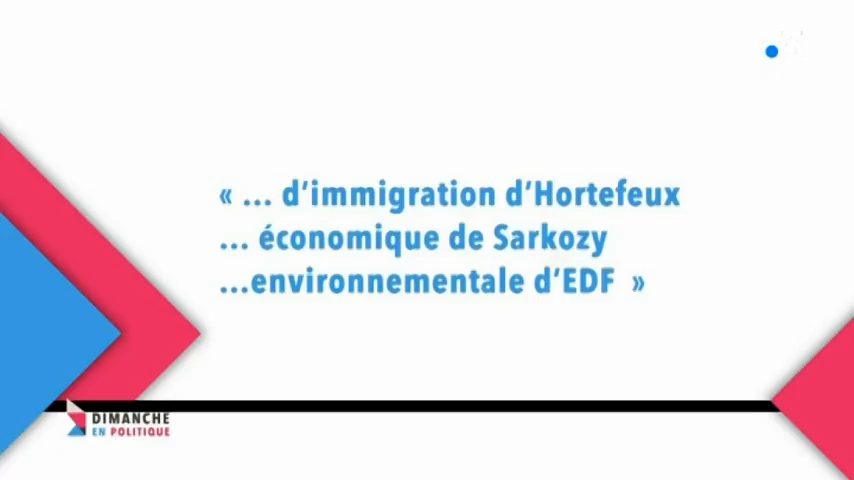 « ... d'immigration d'Hortefeux
... économique de Sarkozy
...environnementale d'EDF »
DIMANCHE
EN POLITIQUE